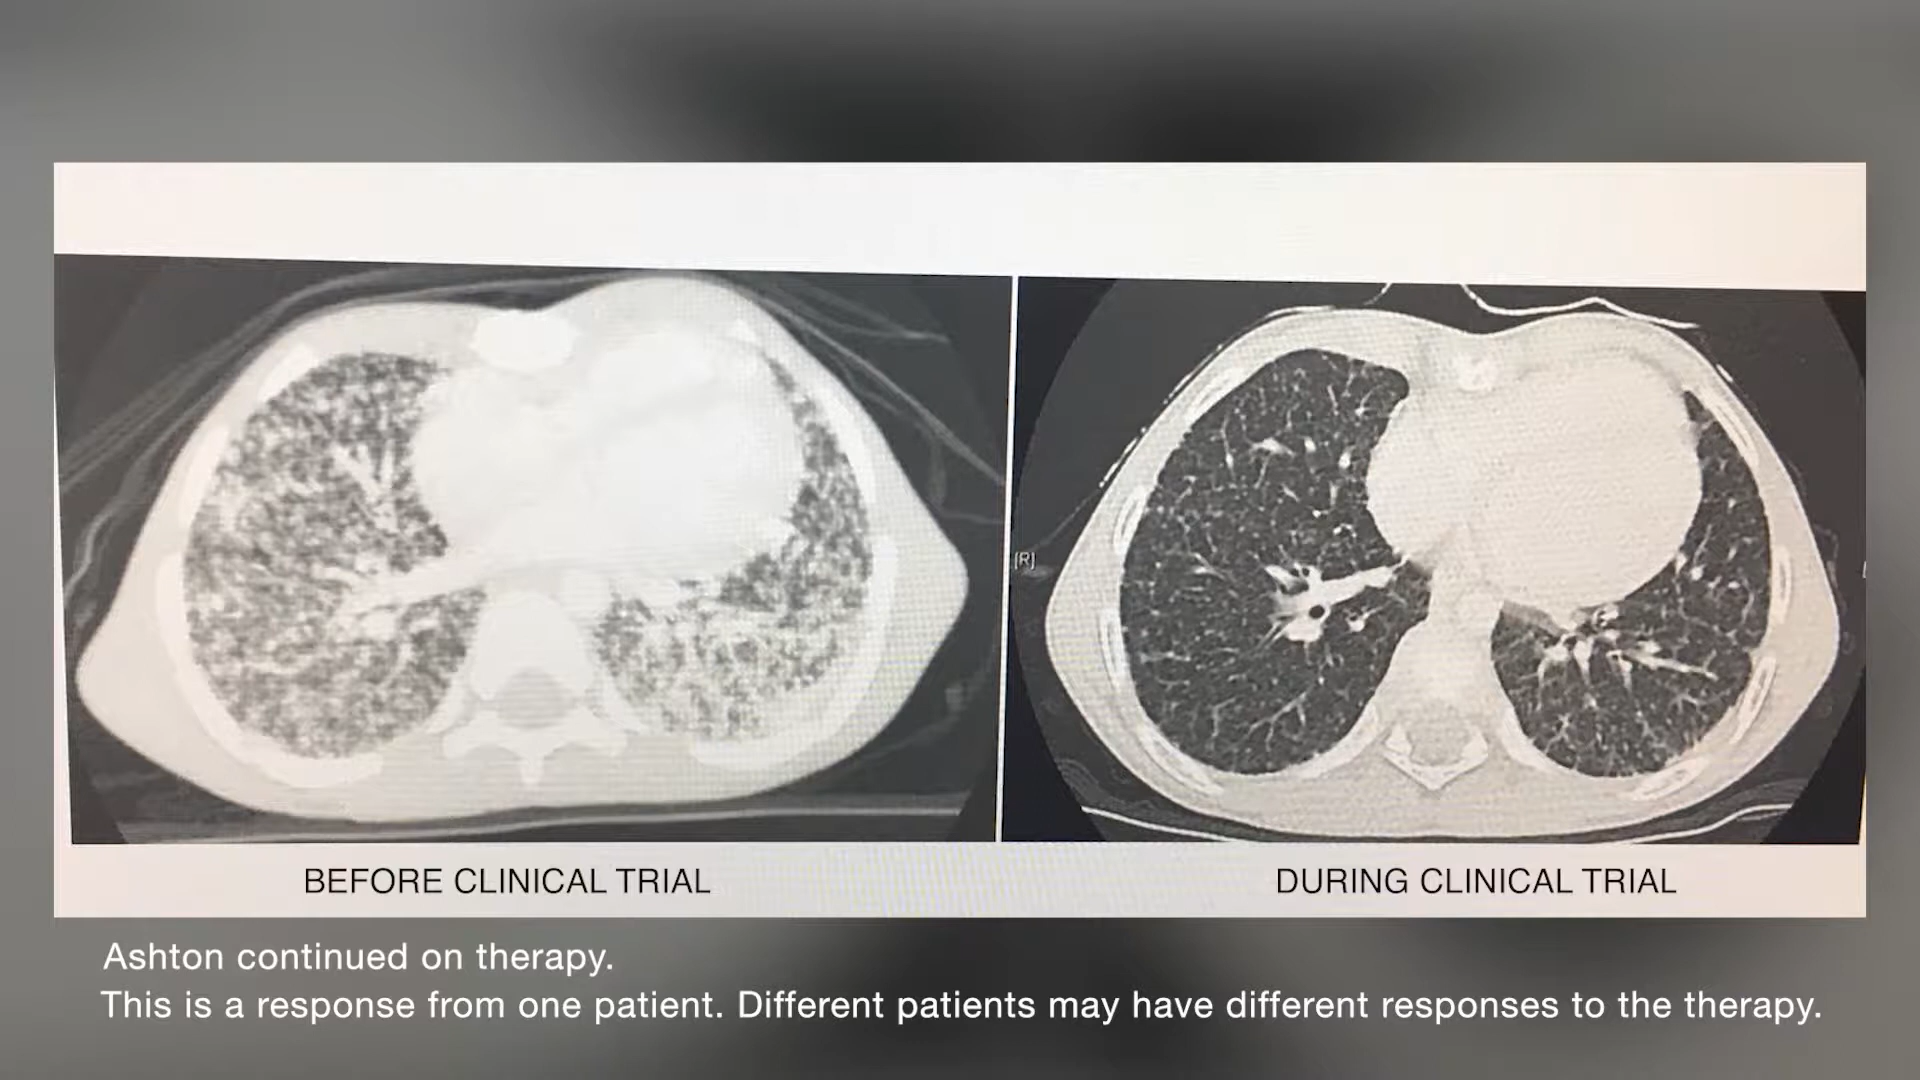 [R]
BEFORE CLINICAL TRIAL
DURING CLINICAL TRIAL
Ashton continued on therapy.
This is a response from one patient. Different patients may have different responses to the therapy.